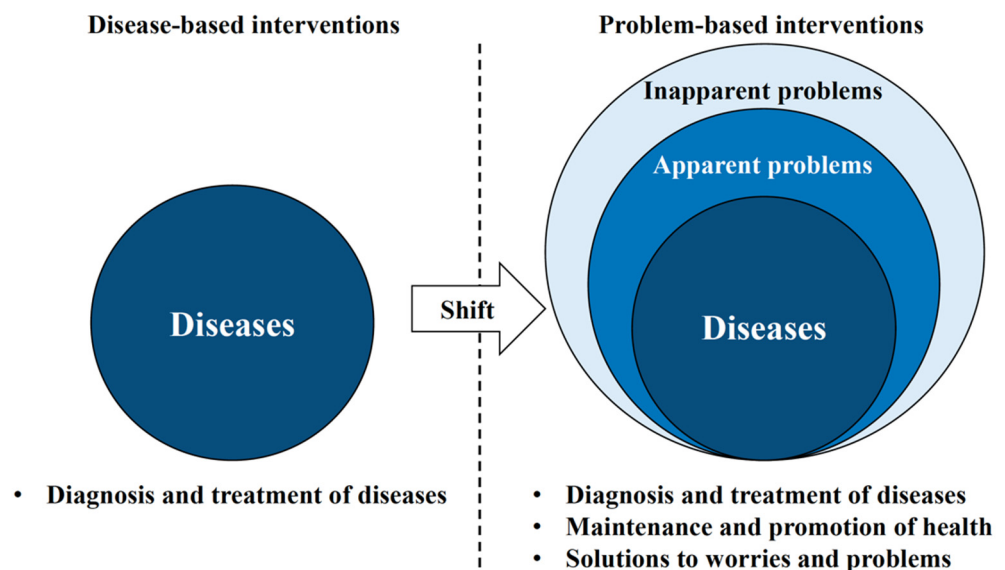 Disease-based interventions
Diseases
• Diagnosis and treatment of diseases
Shift
Problem-based interventions
Inapparent problems
Apparent problems
Diseases
• Diagnosis and treatment of diseases
• Maintenance and promotion of health
• Solutions to worries and problems